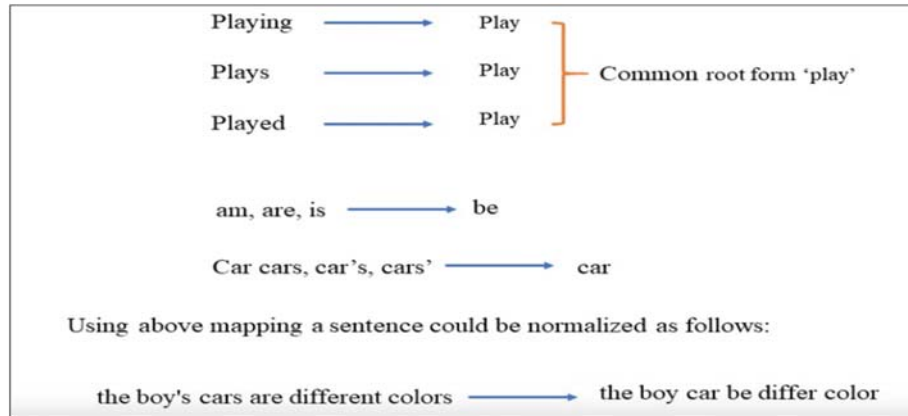 Playing Play
Plays Play Common root form ‘play’
Played Play
am, are, is be
Car cars, car’s, cars’ car
Using above mapping a sentence could be normalized as follows:
the boy's cars are different colors the boy car be differ color